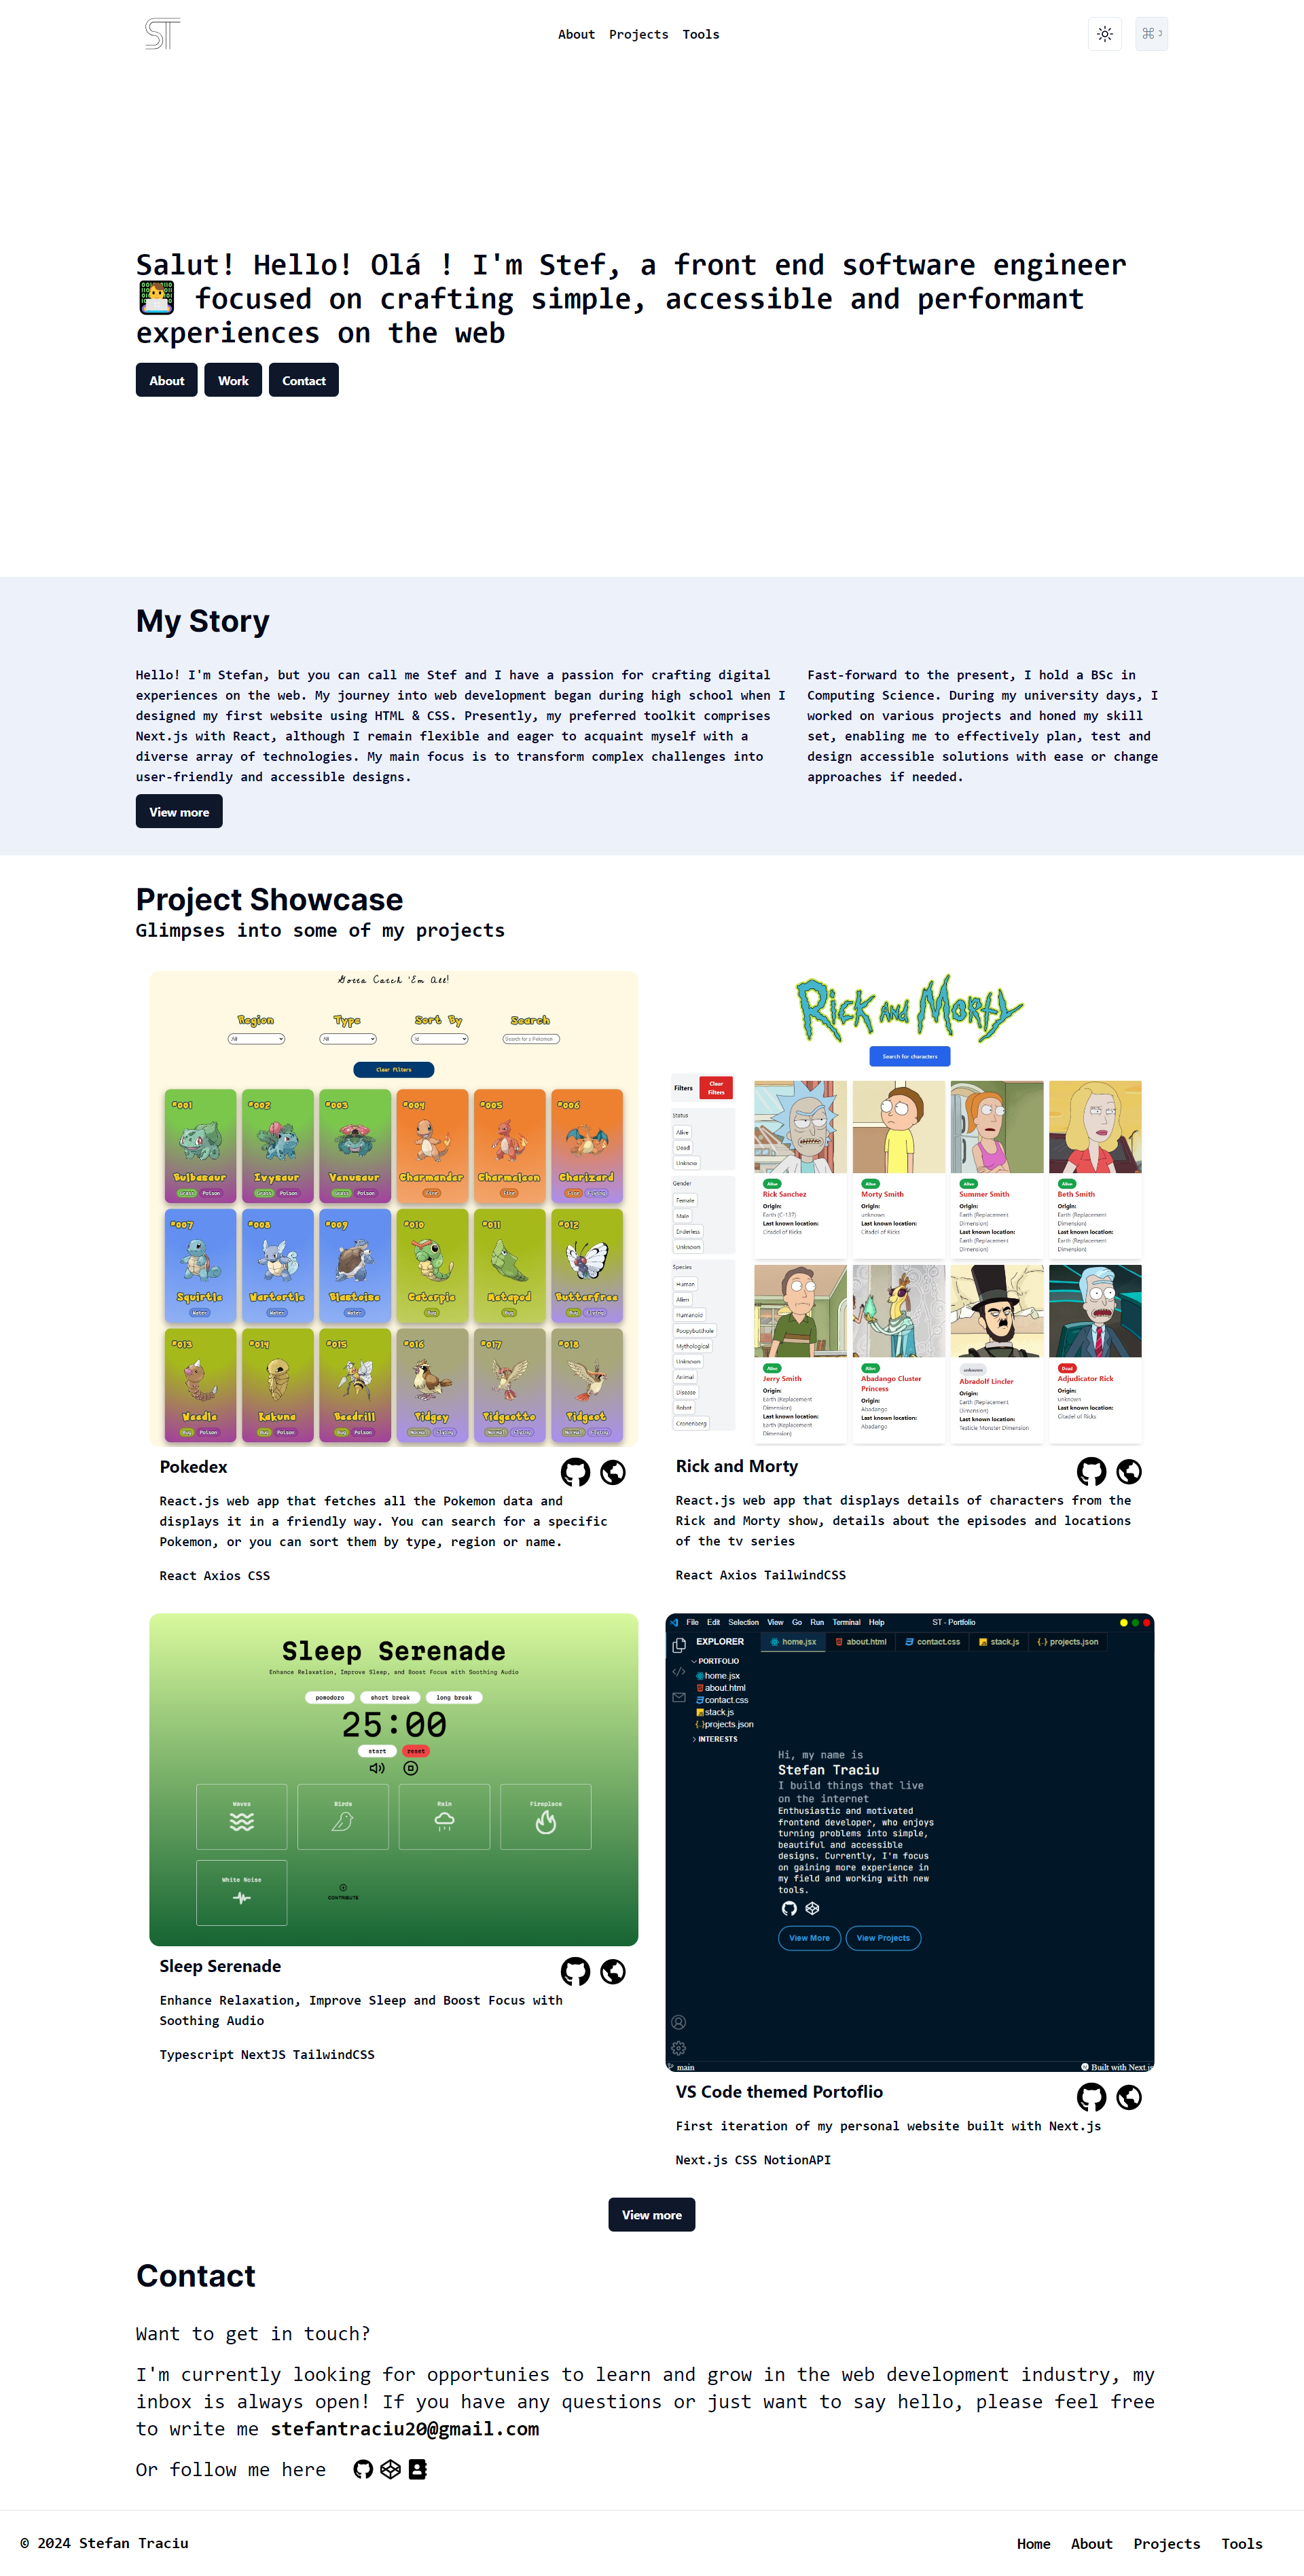 ST
About Projects Tools
⌘ J
Salut! Hello! Olá ! I'm Stef, a front end software engineer
👨‍💻 focused on crafting simple, accessible and performant
experiences on the web
About Work Contact
My Story
Hello! I'm Stefan, but you can call me Stef and I have a passion for crafting digital
experiences on the web. My journey into web development began during high school when I
designed my first website using HTML & CSS. Presently, my preferred toolkit comprises
Next.js with React, although I remain flexible and eager to acquaint myself with a
diverse array of technologies. My main focus is to transform complex challenges into
user-friendly and accessible designs.
Fast-forward to the present, I hold a BSc in
Computing Science. During my university days, I
worked on various projects and honed my skill
set, enabling me to effectively plan, test and
design accessible solutions with ease or change
approaches if needed.
View more
Project Showcase
Glimpses into some of my projects
Gotta Catch 'Em All!
Region Type Sort By Search
All All Id Search for a Pokemon
Clear Filters
#001 #002 #003 #004 #005 #006
Bulbasaur Ivysaur Venusaur Charmander Charmeleon Charizard
Grass Poison Grass Poison Grass Poison Fire Fire Fire Flying
#007 #008 #009 #010 #011 #012
Squirtle Wartortle Blastoise Caterpie Metapod Butterfree
Water Water Water Bug Bug Bug Flying
#013 #014 #015 #016 #017 #018
Weedle Kakuna Beedrill Pidgey Pidgeotto Pidgeot
Bug Poison Bug Poison Bug Poison Normal Flying Normal Flying Normal Flying
Pokedex
React.js web app that fetches all the Pokemon data and
displays it in a friendly way. You can search for a specific
Pokemon, or you can sort them by type, region or name.
React Axios CSS
Rick and Morty
Search for characters
Filters
Clear
Filters
Status
Alive
Dead
Unknow
Gender
Female
Male
Enderless
Unknown
Species
Human
Alien
Humanoid
Poopybutthole
Mythological
Unknown
Animal
Disease
Robot
Cronenberg
Alive
Rick Sanchez
Origin:
Earth (C-137)
Last known location:
Citadel of Ricks
Alive
Morty Smith
Origin:
unknown
Last known location:
Citadel of Ricks
Alive
Summer Smith
Origin:
Earth (Replacement
Dimension)
Last known location:
Earth (Replacement
Dimension)
Alive
Beth Smith
Origin:
Earth (Replacement
Dimension)
Last known location:
Earth (Replacement
Dimension)
Alive
Jerry Smith
Origin:
Earth (Replacement
Dimension)
Last known location:
Earth (Replacement
Dimension)
Alive
Abadango Cluster
Princess
Origin:
Abadango
Last known location:
Abadango
unknown
Abradolf Lincler
Origin:
Earth (Replacement
Dimension)
Last known location:
Testicle Monster Dimension
Dead
Adjudicator Rick
Origin:
unknown
Last known location:
Citadel of Ricks
Rick and Morty
React.js web app that displays details of characters from the
Rick and Morty show, details about the episodes and locations
of the tv series
React Axios TailwindCSS
Sleep Serenade
Enhance Relaxation, Improve Sleep, and Boost Focus with Soothing Audio
pomodoro short break long break
25:00
start reset
Waves Birds Rain Fireplace
White Noise
CONTRIBUTE
Sleep Serenade
Enhance Relaxation, Improve Sleep and Boost Focus with
Soothing Audio
Typescript NextJS TailwindCSS
File Edit Selection View Go Run Terminal Help ST - Portfolio
EXPLORER
home.jsx about.html contact.css stack.js projects.json
PORTFOLIO
home.jsx
about.html
contact.css
stack.js
projects.json
INTERESTS
Hi, my name is
Stefan Traciu
I build things that live
on the internet
Enthusiastic and motivated
frontend developer, who enjoys
turning problems into simple,
beautiful and accessible
designs. Currently, I'm focus
on gaining more experience in
my field and working with new
tools.
View More View Projects
main
Built with Next.js
VS Code themed Portoflio
First iteration of my personal website built with Next.js
Next.js CSS NotionAPI
View more
Contact
Want to get in touch?
I'm currently looking for opportunies to learn and grow in the web development industry, my
inbox is always open! If you have any questions or just want to say hello, please feel free
to write me stefantraciu20@gmail.com
Or follow me here
© 2024 Stefan Traciu
Home About Projects Tools